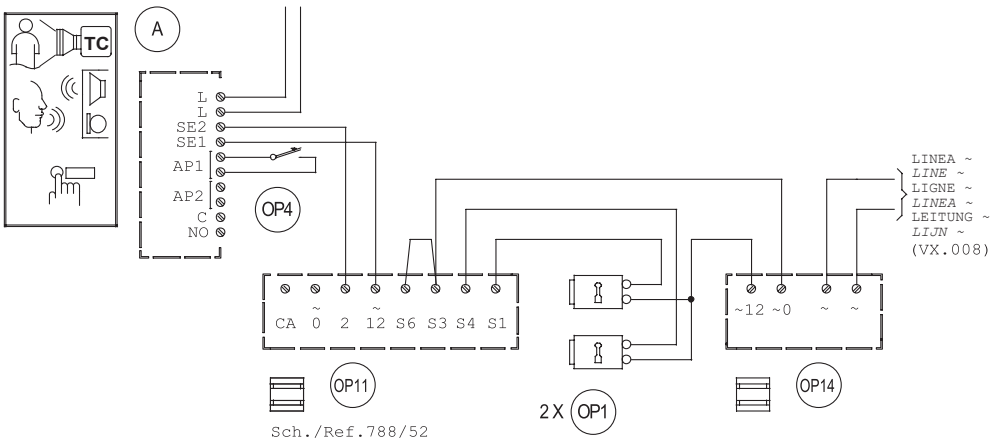 TC
A
L
L
SE2
SE1
AP1
AP2
C
NO
OP4
LINEA ~
LINE ~
LIGNE ~
LINEA ~
LEITUNG ~
LIJN ~
(VX.008)
CA ~0 2 ~12 S6 S3 S4 S1
~12 ~0 ~ ~
OP11
OP14
2 X OP1
Sch./Ref.788/52